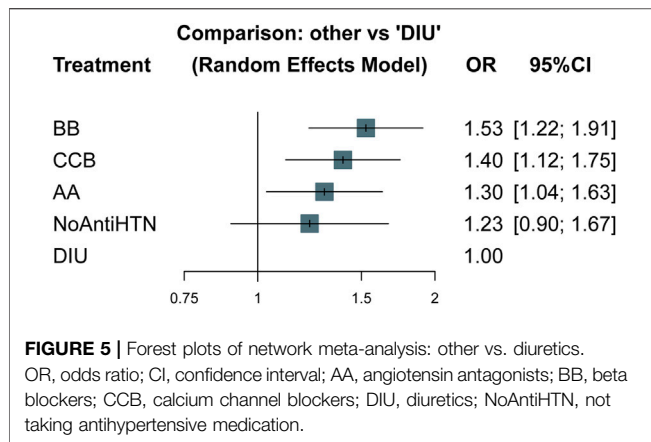 Comparison: other vs 'DIU'
Treatment (Random Effects Model) OR 95%CI
BB 1.53 [1.22; 1.91]
CCB 1.40 [1.12; 1.75]
AA 1.30 [1.04; 1.63]
NoAntiHTN 1.23 [0.90; 1.67]
DIU 1.00
0.75 1 1.5 2
FIGURE 5 | Forest plots of network meta-analysis: other vs. diuretics.
OR, odds ratio; CI, confidence interval; AA, angiotensin antagonists; BB, beta
blockers; CCB, calcium channel blockers; DIU, diuretics; NoAntiHTN, not
taking antihypertensive medication.